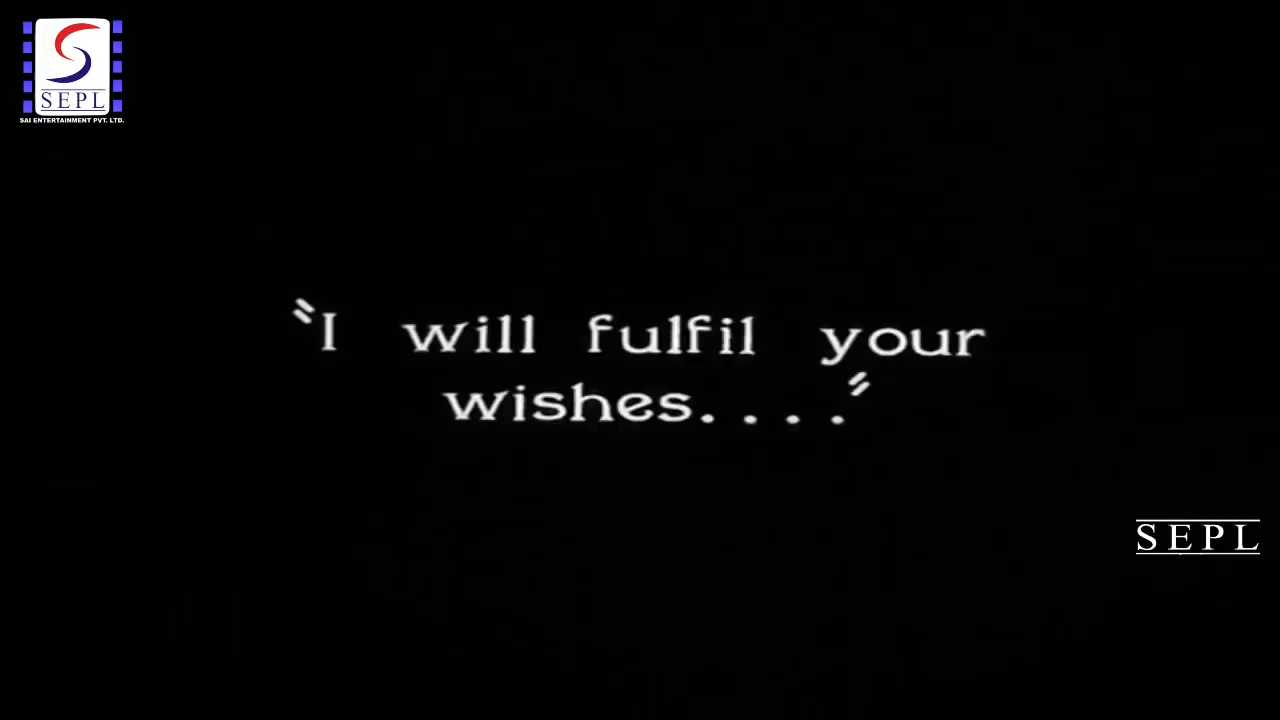 SEPL
SAI ENTERTAINMENT PVT. LTD.
"I will fulfil your
wishes...."
SEPL